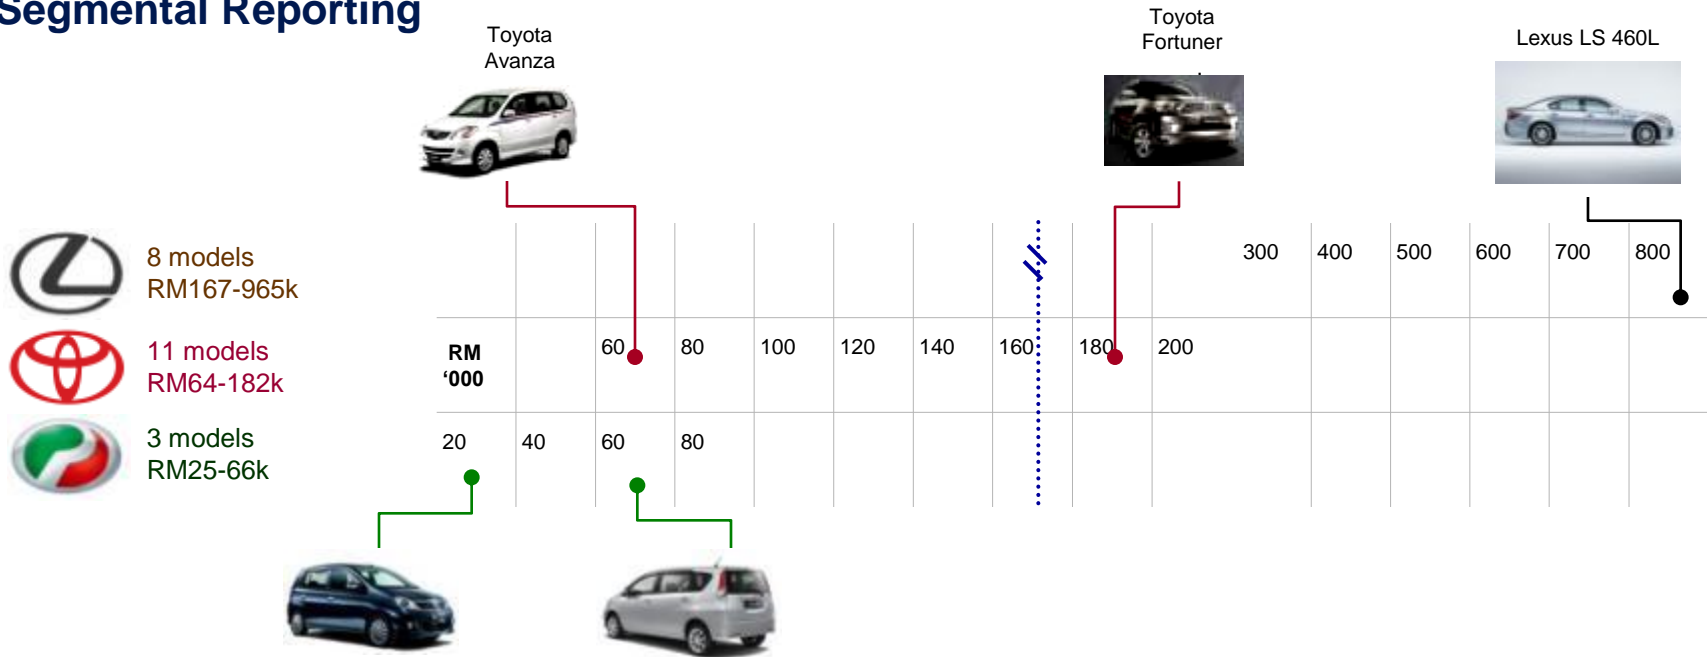 Segmental Reporting
Toyota
Avanza
Toyota
Fortuner
Lexus LS 460L
8 models
RM167-965k
300 400 500 600 700 800
11 models
RM64-182k
RM
‘000
60 80 100 120 140 160 180 200
3 models
RM25-66k
20 40 60 80